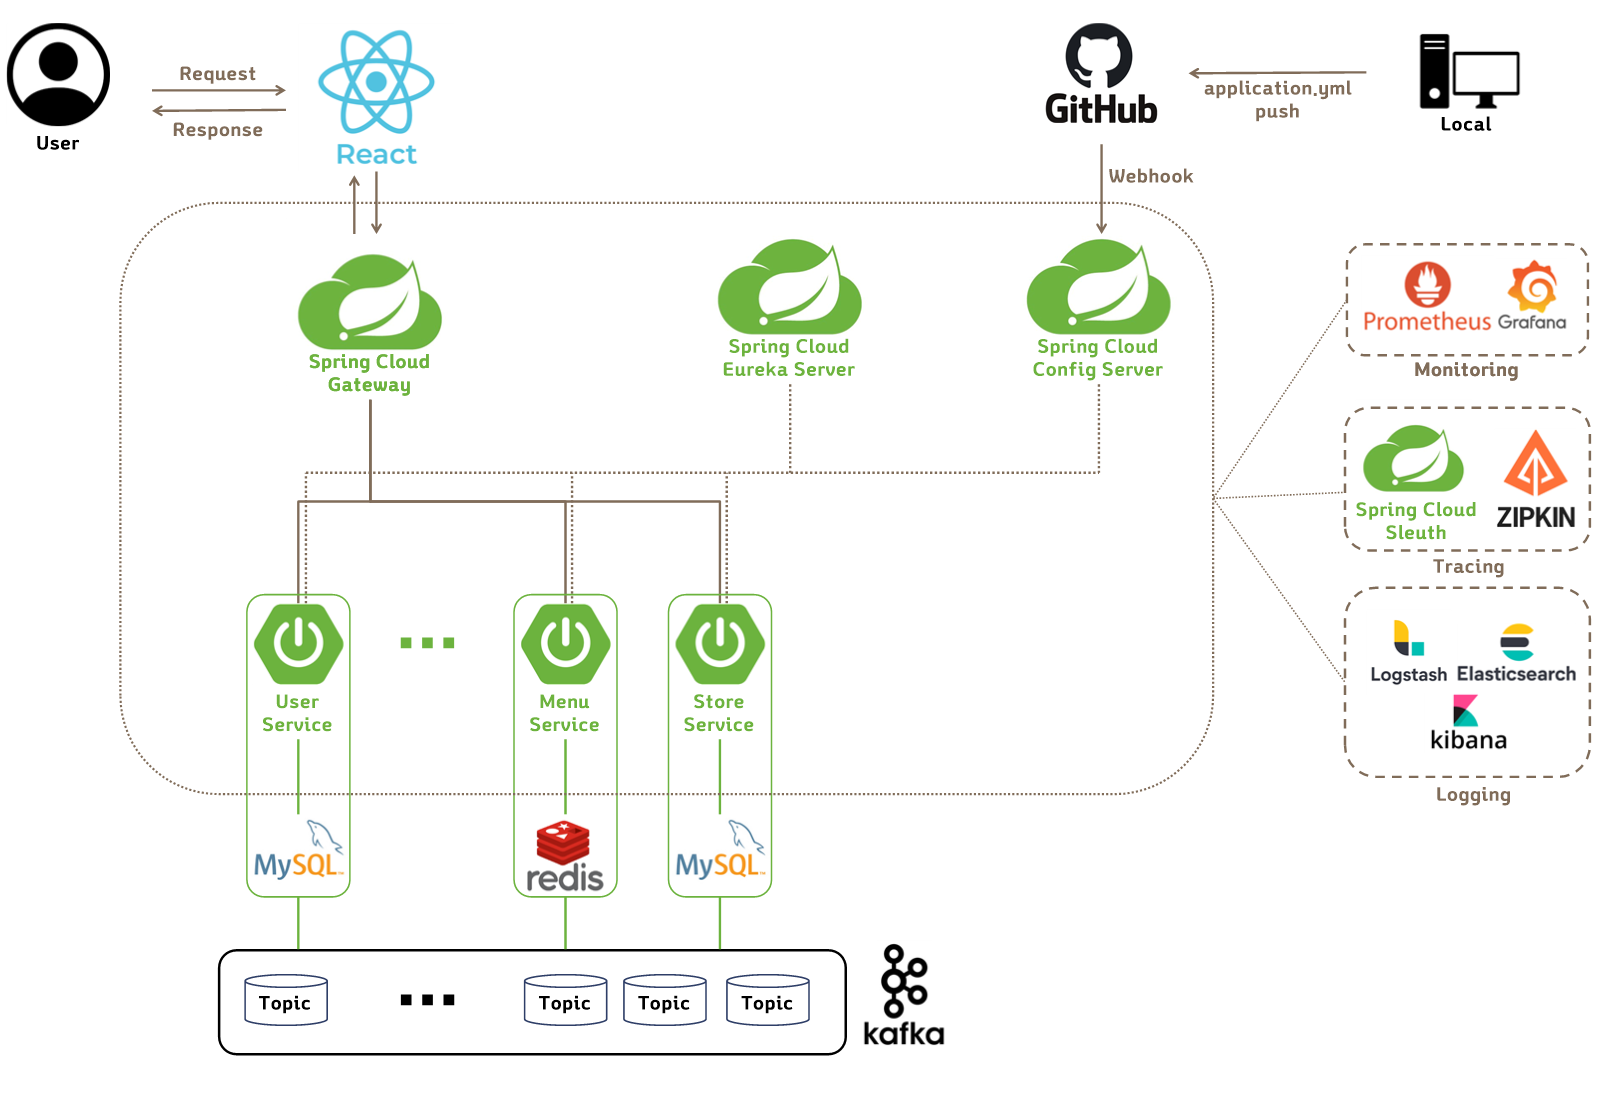 User
Request
Response
React
GitHub
application.yml
push
Local
Webhook
Spring Cloud
Gateway
Spring Cloud
Eureka Server
Spring Cloud
Config Server
Prometheus
Grafana
Monitoring
Spring Cloud
Sleuth
ZIPKIN
Tracing
Logstash
Elasticsearch
kibana
Logging
User
Service
Menu
Service
Store
Service
MySQL™
redis
MySQL™
Topic
Topic
Topic
Topic
kafka